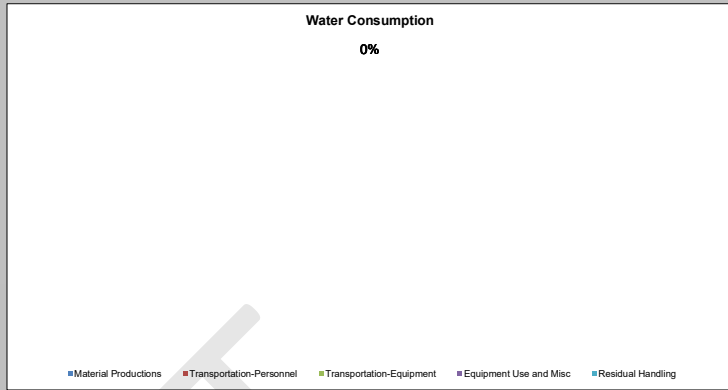 Water Consumption
0%
Material Productions Transportation-Personnel Transportation-Equipment Equipment Use and Misc Residual Handling